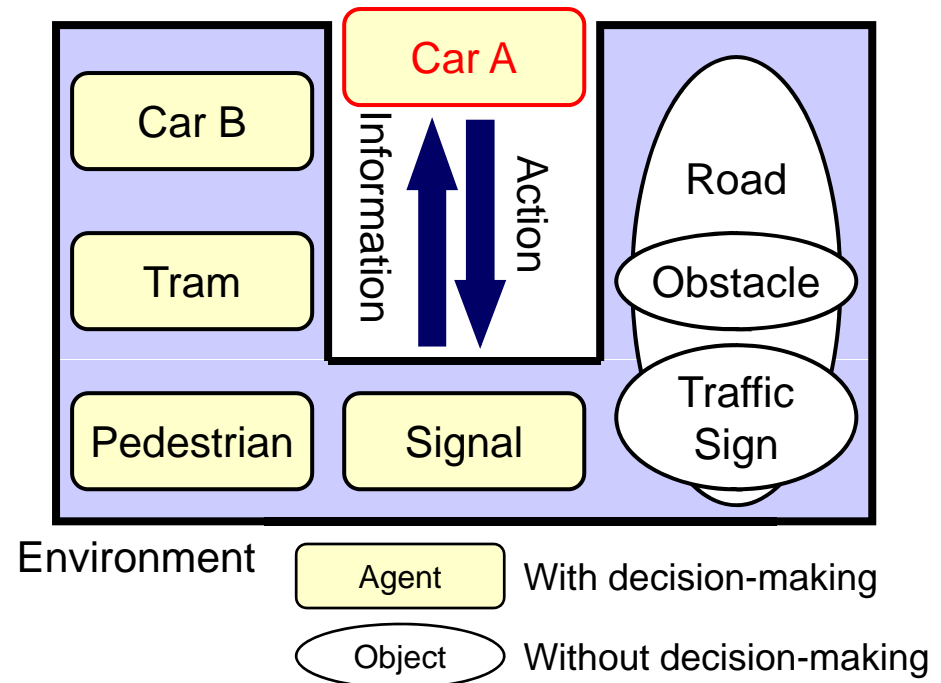 Car A
Car B
Information
Action
Road
Tram
Obstacle
Traffic
Sign
Pedestrian
Signal
Environment
Agent
With decision-making
Object
Without decision-making